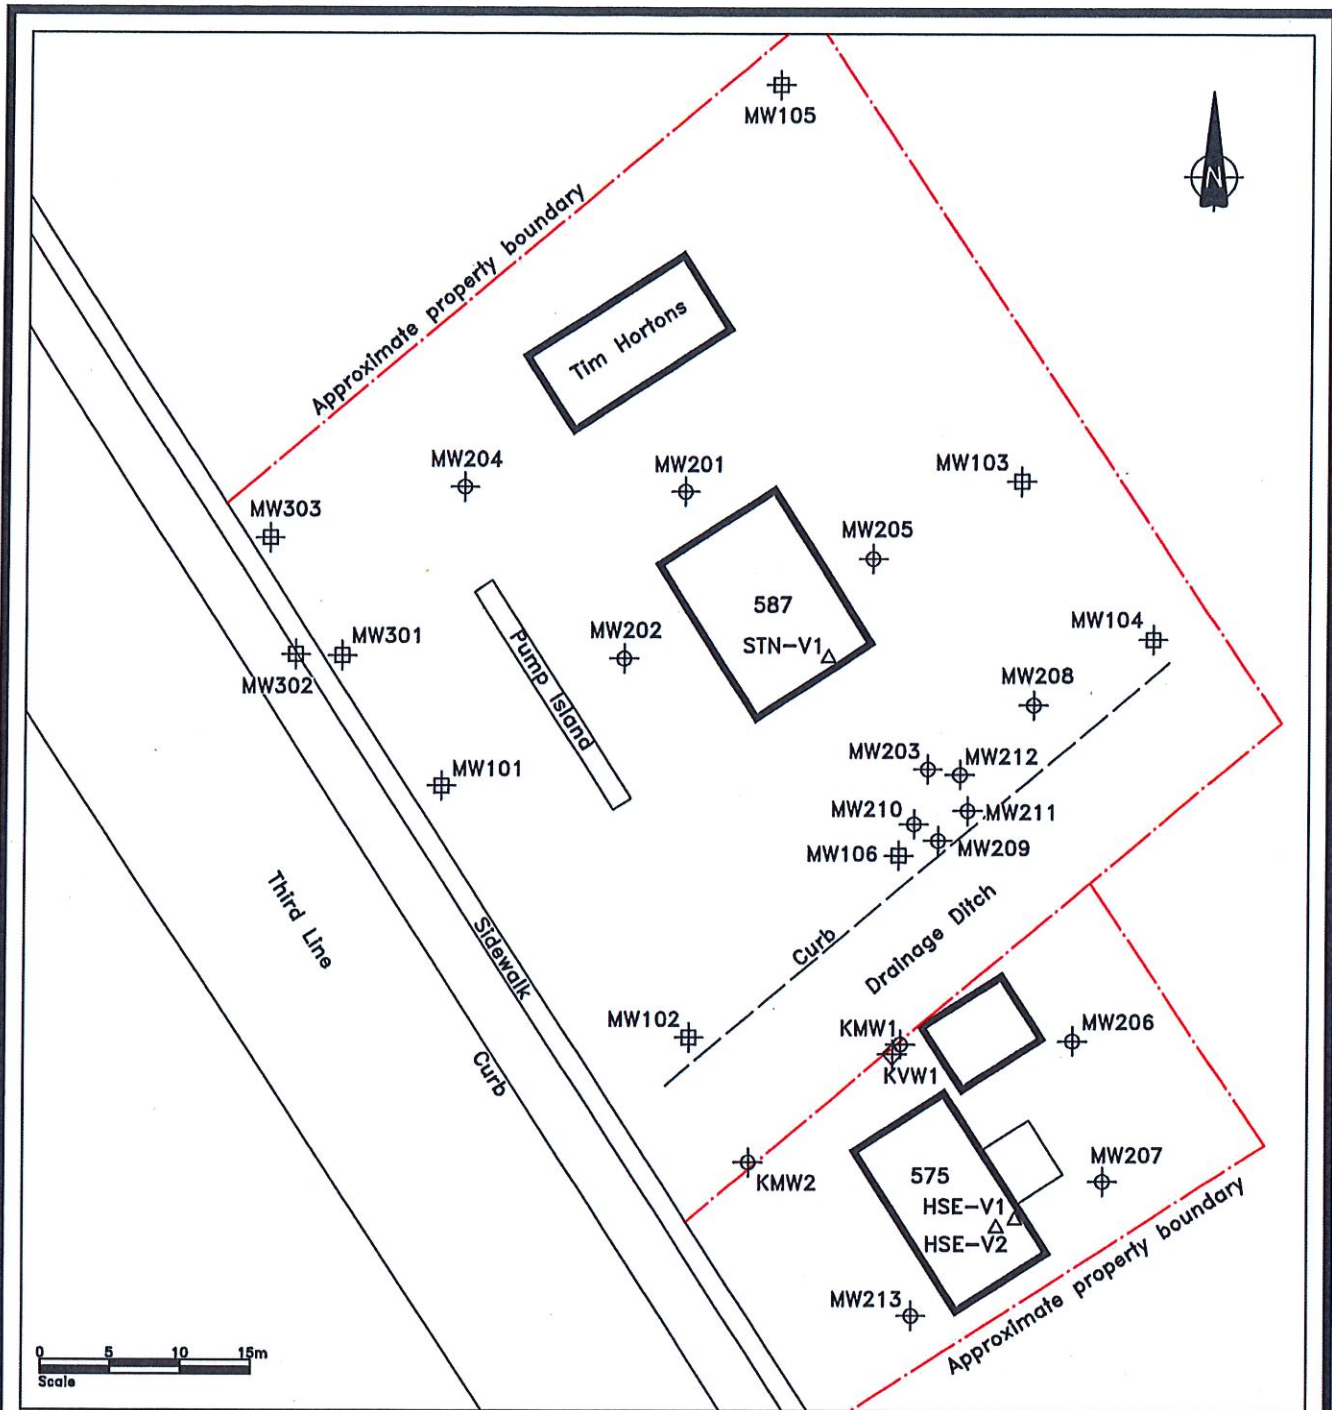 MW105
N
Approximate property boundary
Tim Hortons
MW204
MW201
MW103
MW303
MW205
587
STN-V1
MW202
MW104
MW301
MW302
Pump Island
MW208
MW203
MW212
MW101
MW210
MW211
MW106
MW209
Third Line
Sidewalk
Curb
Drainage Ditch
MW102
KMW1
MW206
Curb
KVW1
575
MW207
KMW2
HSE-V1
HSE-V2
MW213
Approximate property boundary
0 5 10 15m
Scale